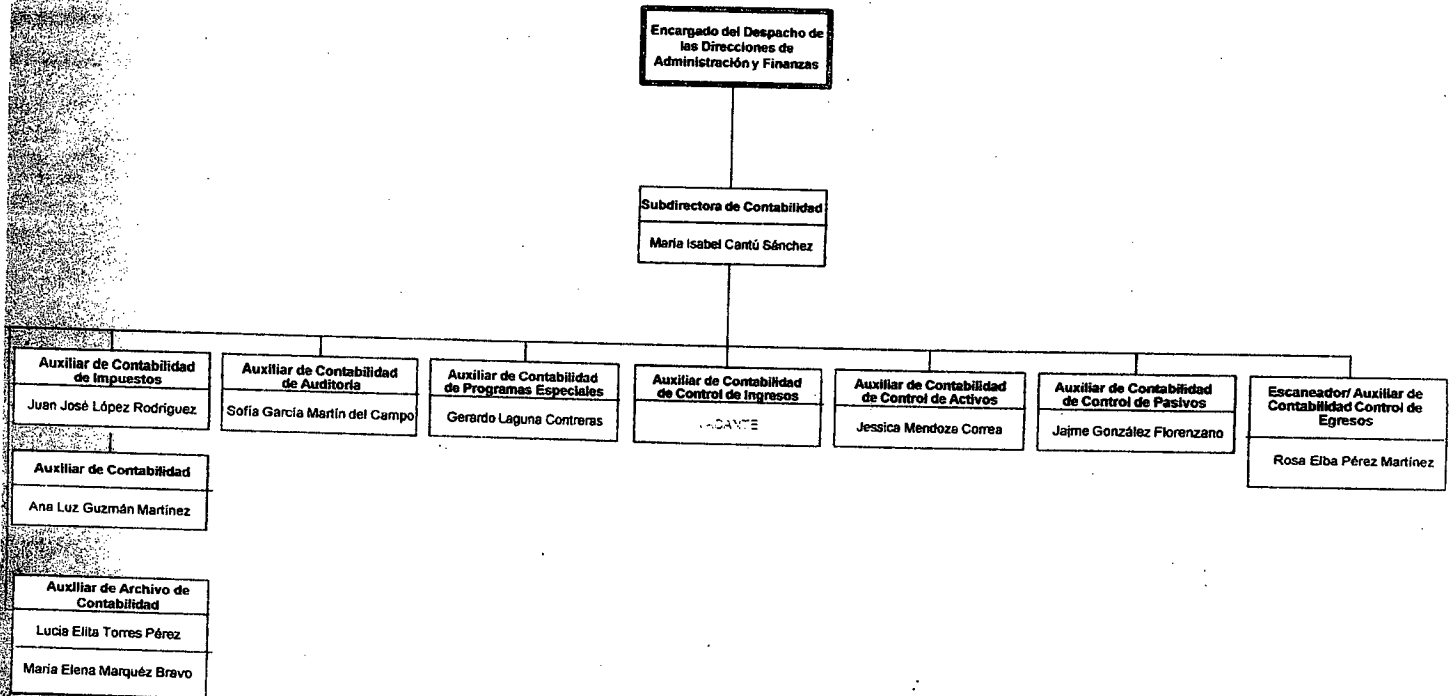 Encargado del Despacho de
las Direcciones de
Administración y Finanzas
Subdirectora de Contabilidad
María Isabel Cantú Sánchez
Auxiliar de Contabilidad
de Impuestos
Juan José López Rodríguez
Auxiliar de Contabilidad
de Auditoría
Sofía García Martín del Campo
Auxiliar de Contabilidad
de Programas Especiales
Gerardo Laguna Contreras
Auxiliar de Contabilidad
de Control de Ingresos
Auxiliar de Contabilidad
de Control de Activos
Jessica Mendoza Correa
Auxiliar de Contabilidad
de Control de Pasivos
Jaime González Florenzano
Escaneador/ Auxiliar de
Contabilidad Control de
Egresos
Rosa Elba Pérez Martínez
Auxiliar de Contabilidad
Ana Luz Guzmán Martínez
Auxiliar de Archivo de
Contabilidad
Lucia Elita Torres Pérez
María Elena Marquéz Bravo